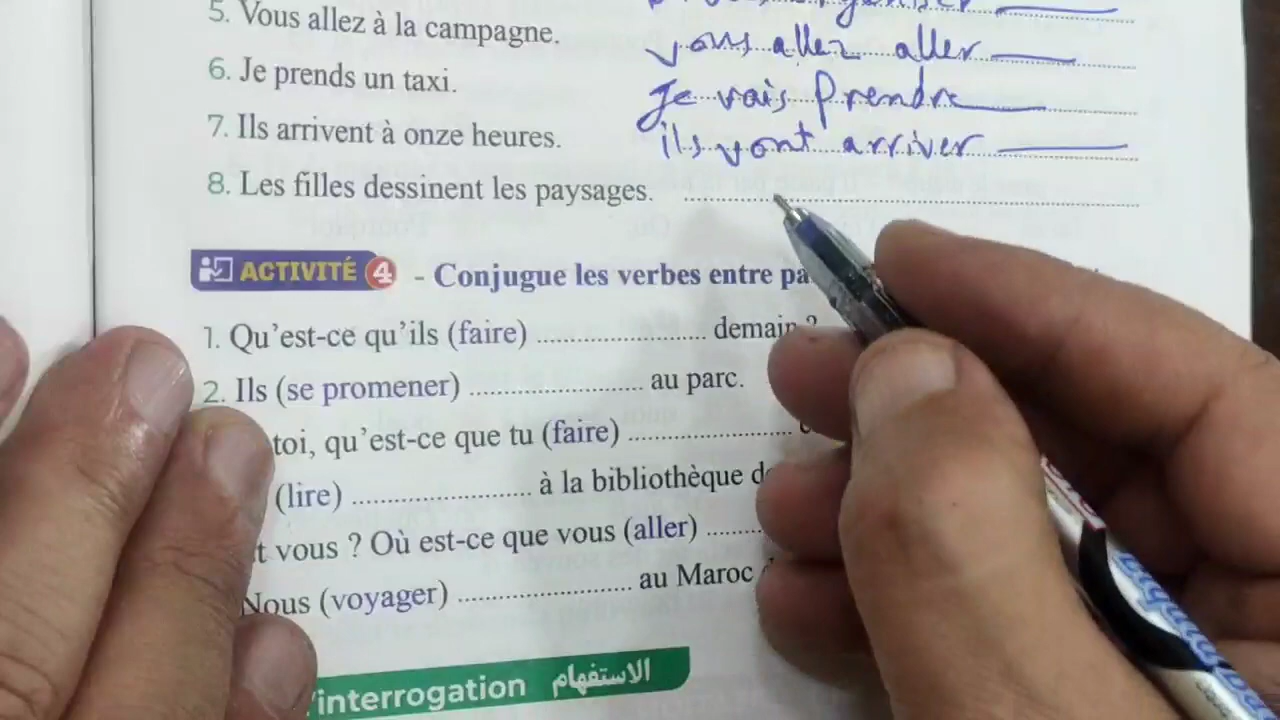 5. Vous allez à la campagne. vous allez aller
6. Je prends un taxi. Je vais prendre
7. Ils arrivent à onze heures. ils vont arriver
8. Les filles dessinent les paysages.
ACTIVITÉ 4 - Conjugue les verbes entre
1. Qu'est-ce qu'ils (faire) .................... demain ?
2. Ils (se promener) .................... au parc.
toi, qu'est-ce que tu (faire) ....................
(lire) .................... à la bibliothèque
vous ? Où est-ce que vous (aller) ........
Nous (voyager) .................... au Maroc
interrogation الاستفهام